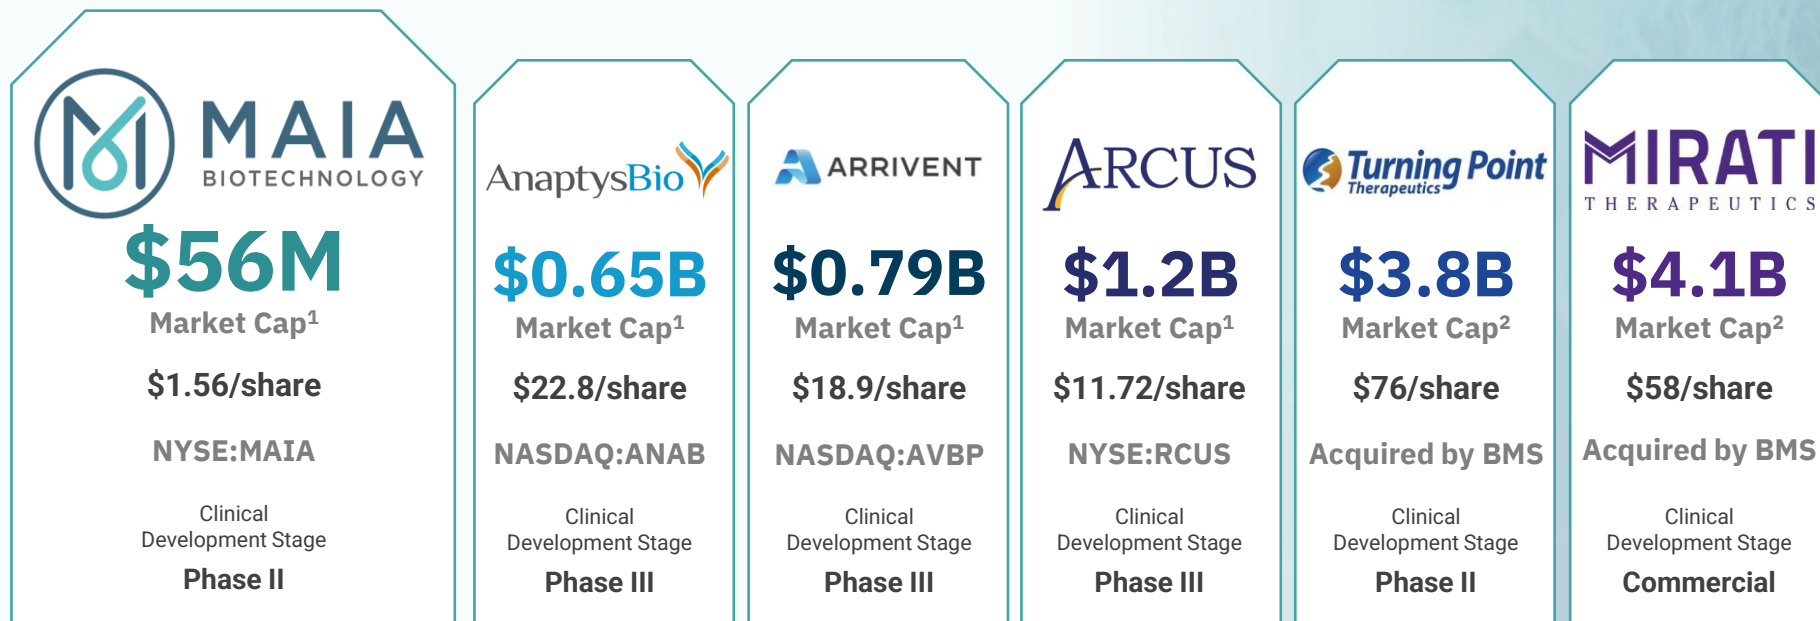 MAIA
BIOTECHNOLOGY
$56M
Market Cap¹
$1.56/share
NYSE:MAIA
Clinical
Development Stage
Phase II
AnaptysBio
$0.65B
Market Cap¹
$22.8/share
NASDAQ:ANAB
Clinical
Development Stage
Phase III
ARRIVENT
$0.79B
Market Cap¹
$18.9/share
NASDAQ:AVBP
Clinical
Development Stage
Phase III
ARCUS
$1.2B
Market Cap¹
$11.72/share
NYSE:RCUS
Clinical
Development Stage
Phase III
Turning Point
Therapeutics
$3.8B
Market Cap²
$76/share
Acquired by BMS
Clinical
Development Stage
Phase II
MIRATI
THERAPEUTICS
$4.1B
Market Cap²
$58/share
Acquired by BMS
Clinical
Development Stage
Commercial